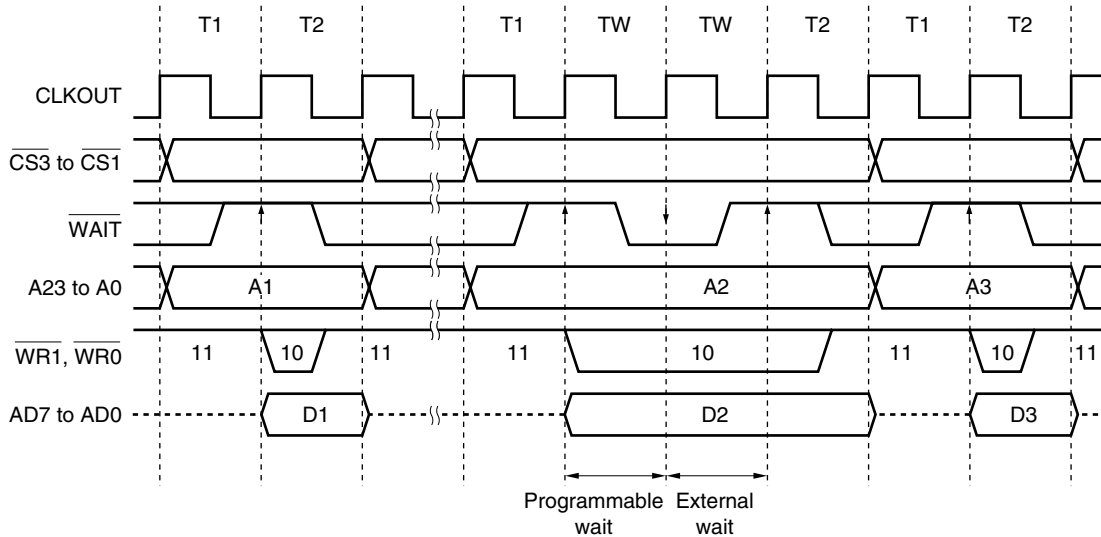 T1 T2 T1 TW TW T2 T1 T2
CLKOUT
CS3 to CS1
WAIT
A23 to A0 A1 A2 A3
WR1, WR0 11 10 11 11 10 11 10 11
AD7 to AD0 D1 D2 D3
Programmable wait
External wait